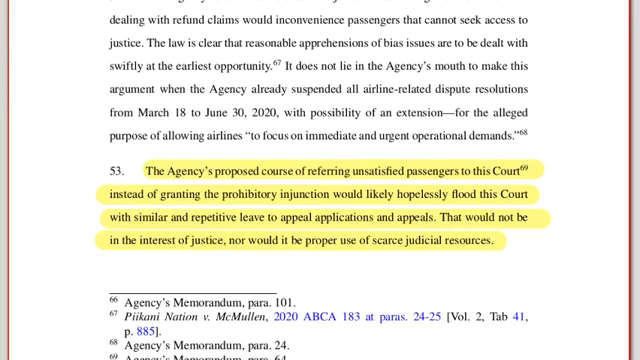 dealing with refund claims would inconvenience passengers that cannot seek access to
justice. The law is clear that reasonable apprehensions of bias issues are to be dealt with
swiftly at the earliest opportunity.67 It does not lie in the Agency’s mouth to make this
argument when the Agency already suspended all airline-related dispute resolutions
from March 18 to June 30, 2020, with possibility of an extension—for the alleged
purpose of allowing airlines “to focus on immediate and urgent operational demands.”68
53. The Agency’s proposed course of referring unsatisfied passengers to this Court69
instead of granting the prohibitory injunction would likely hopelessly flood this Court
with similar and repetitive leave to appeal applications and appeals. That would not be
in the interest of justice, nor would it be proper use of scarce judicial resources.
66 Agency’s Memorandum, para. 101.
67 Piikani Nation v. McMullen, 2020 ABCA 183 at paras. 24-25 [Vol. 2, Tab 41,
p. 885].
68 Agency’s Memorandum, para. 24.
69 Agency’s Memorandum, para. 64.